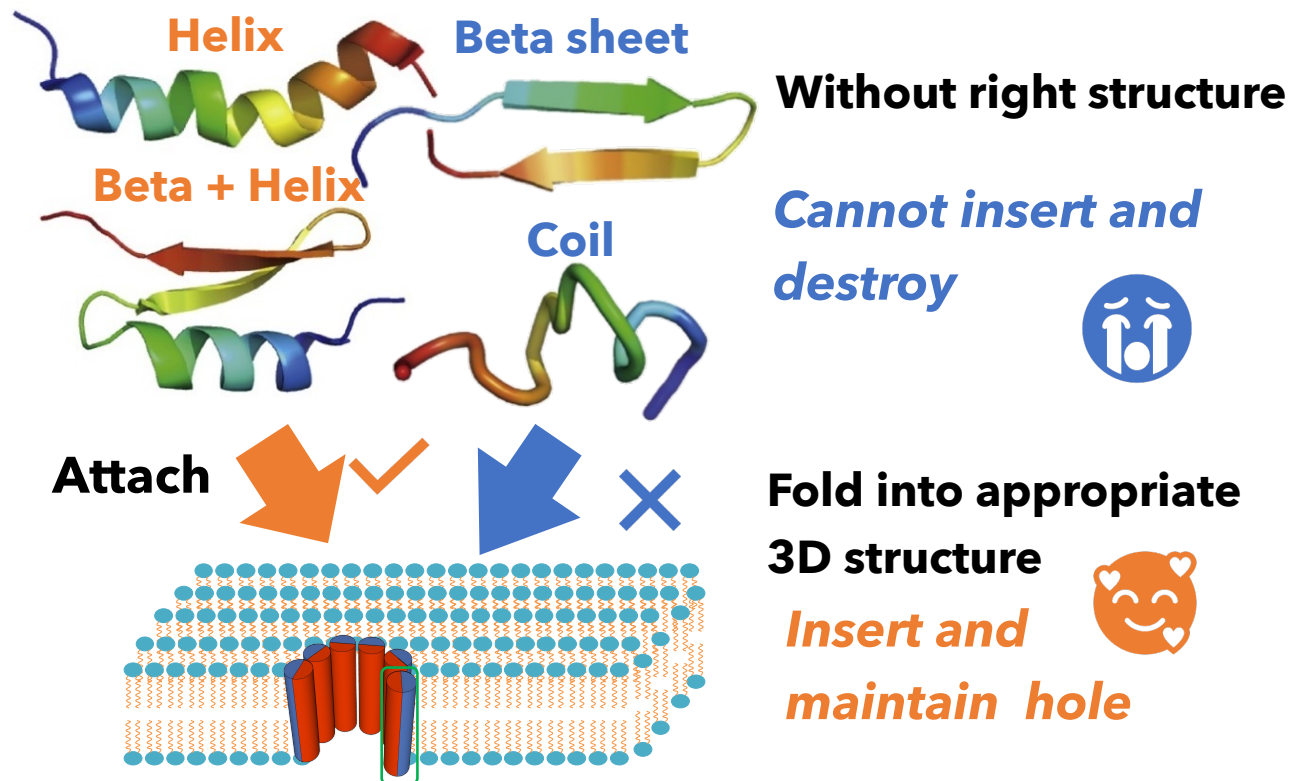 Helix
Beta sheet
Without right structure
Beta + Helix
Cannot insert and
destroy
Coil
Attach
Fold into appropriate
3D structure
Insert and
maintain hole